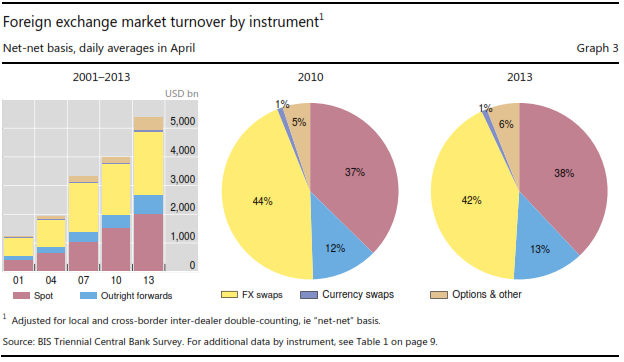 Foreign exchange market turnover by instrument1
Net-net basis, daily averages in April
Graph 3
2001–2013
USD bn
5,000
4,000
3,000
2,000
1,000
0
01 04 07 10 13
2010
1%
5%
37%
44%
12%
2013
1%
6%
38%
42%
13%
Spot
Outright forwards
FX swaps
Currency swaps
Options & other
1 Adjusted for local and cross-border inter-dealer double-counting, ie “net-net” basis.
Source: BIS Triennial Central Bank Survey. For additional data by instrument, see Table 1 on page 9.